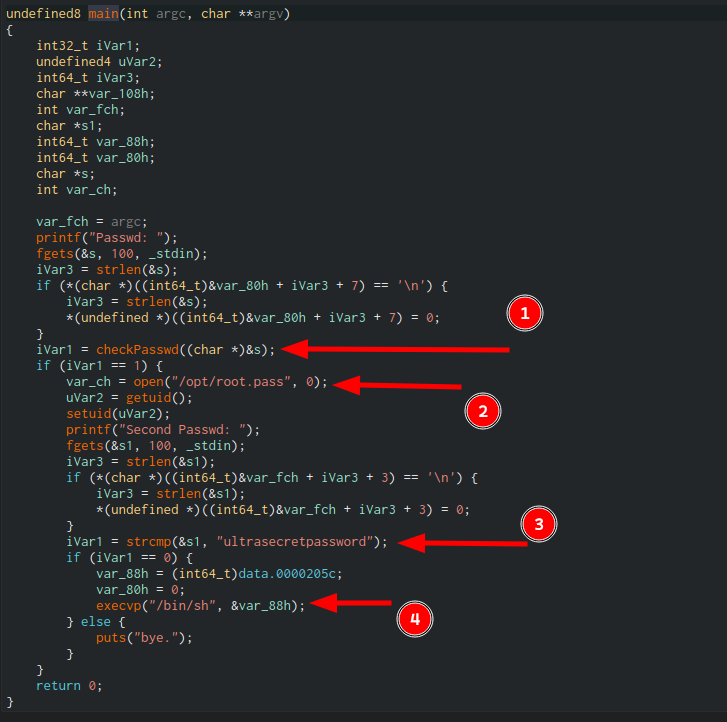 undefined8 main(int argc, char **argv)
{
    int32_t iVar1;
    undefined4 uVar2;
    int64_t iVar3;
    char **var_108h;
    int var_fch;
    char *s1;
    int64_t var_88h;
    int64_t var_80h;
    char *s;
    int var_ch;

    var_fch = argc;
    printf("Passwd: ");
    fgets(&s, 100, _stdin);
    iVar3 = strlen(&s);
    if (*(char *)((int64_t)&var_80h + iVar3 + 7) == '\n') {
        iVar3 = strlen(&s);
        *(undefined *)((int64_t)&var_80h + iVar3 + 7) = 0;
    }
1
    iVar1 = checkPasswd((char *)&s);
    if (iVar1 == 1) {
        var_ch = open("/opt/root.pass", 0);
        uVar2 = getuid();
2
        setuid(uVar2);
        printf("Second Passwd: ");
        fgets(&s1, 100, _stdin);
        iVar3 = strlen(&s1);
        if (*(char *)((int64_t)&var_fch + iVar3 + 3) == '\n') {
            iVar3 = strlen(&s1);
            *(undefined *)((int64_t)&var_fch + iVar3 + 3) = 0;
        }
3
        iVar1 = strcmp(&s1, "ultrasecretpassword");
        if (iVar1 == 0) {
            var_88h = (int64_t)data.0000205c;
            var_80h = 0;
            execvp("/bin/sh", &var_88h);
4
        } else {
            puts("bye.");
        }
    }
    return 0;
}